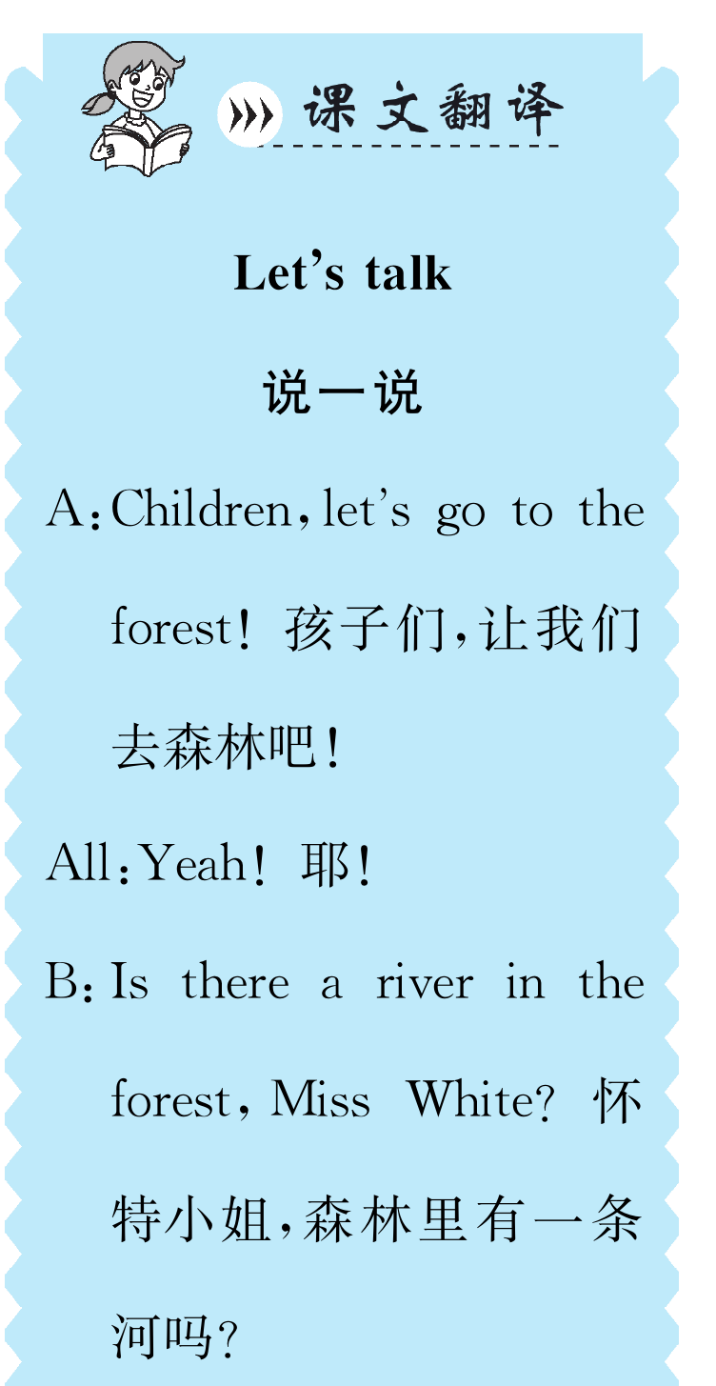 课文翻译
Let's talk
说一说
A:Children,let's go to the
forest! 孩子们,让我们
去森林吧!
All:Yeah! 耶!
B:Is there a river in the
forest, Miss White? 怀
特小姐,森林里有一条
河吗?